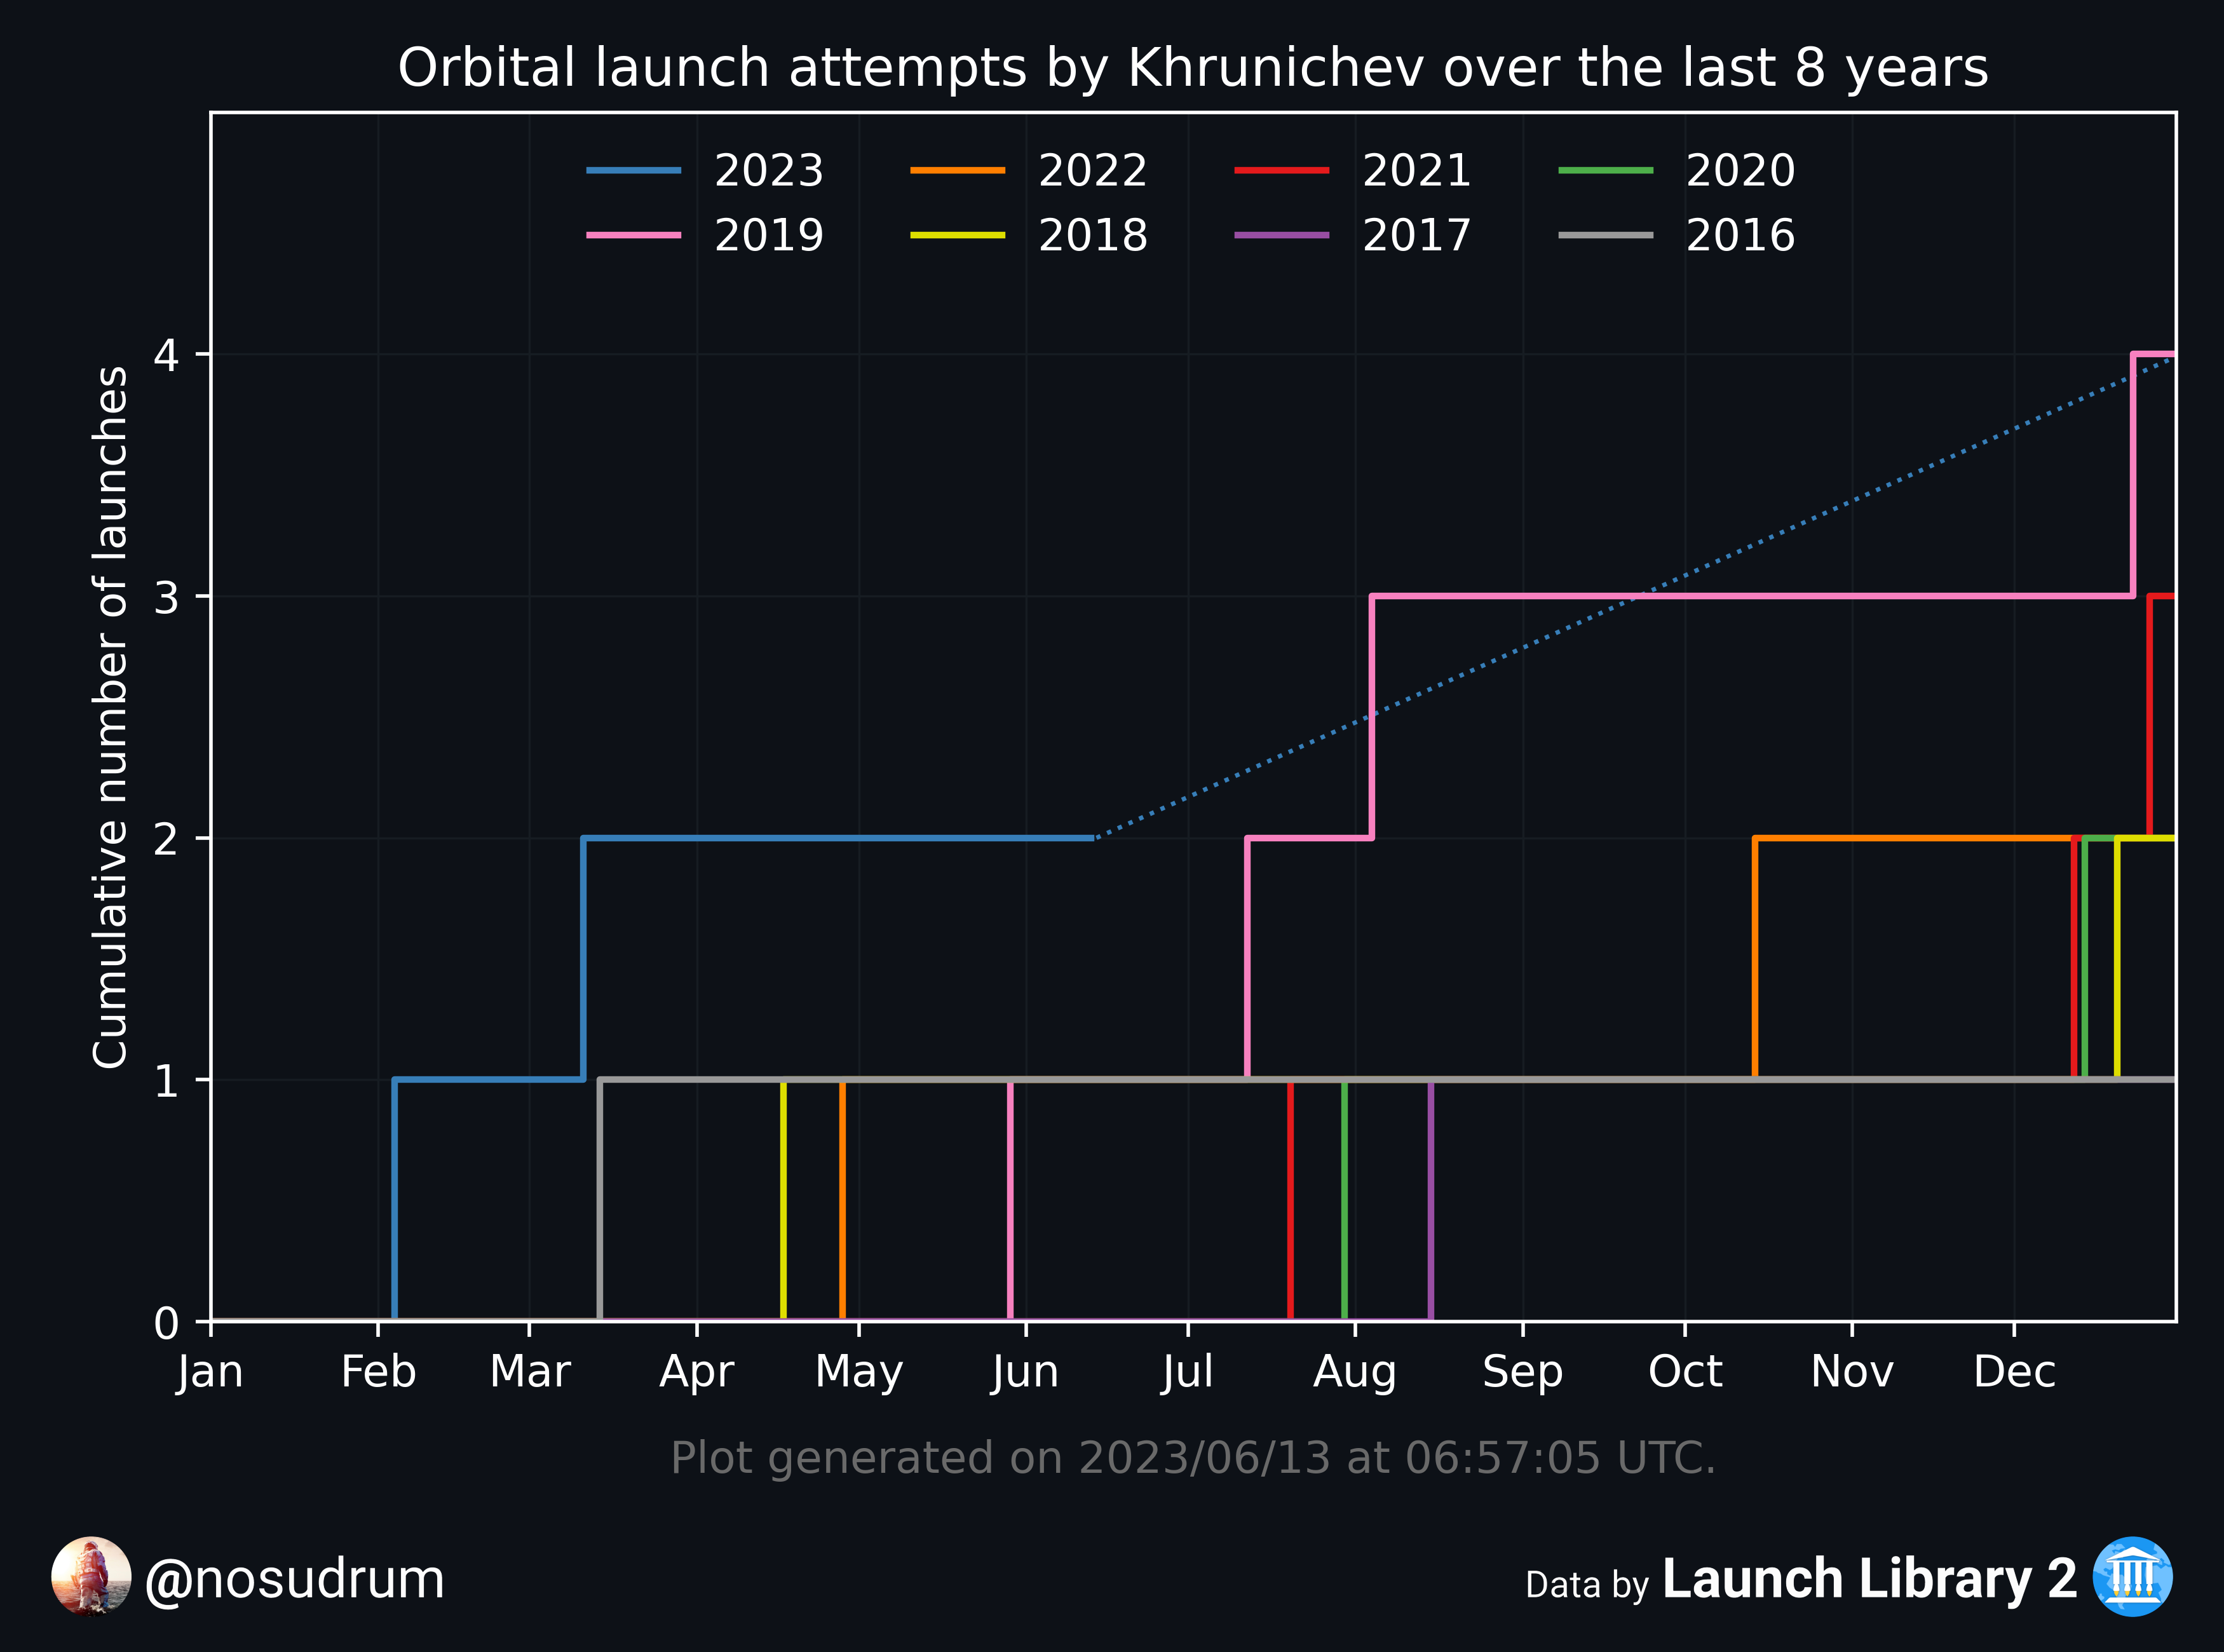 Orbital launch attempts by Khrunichev over the last 8 years
2023 2022 2021 2020
2019 2018 2017 2016
Cumulative number of launches
4
3
2
1
0
Jan Feb Mar Apr May Jun Jul Aug Sep Oct Nov Dec
Plot generated on 2023/06/13 at 06:57:05 UTC.
@nosudrum
Data by Launch Library 2